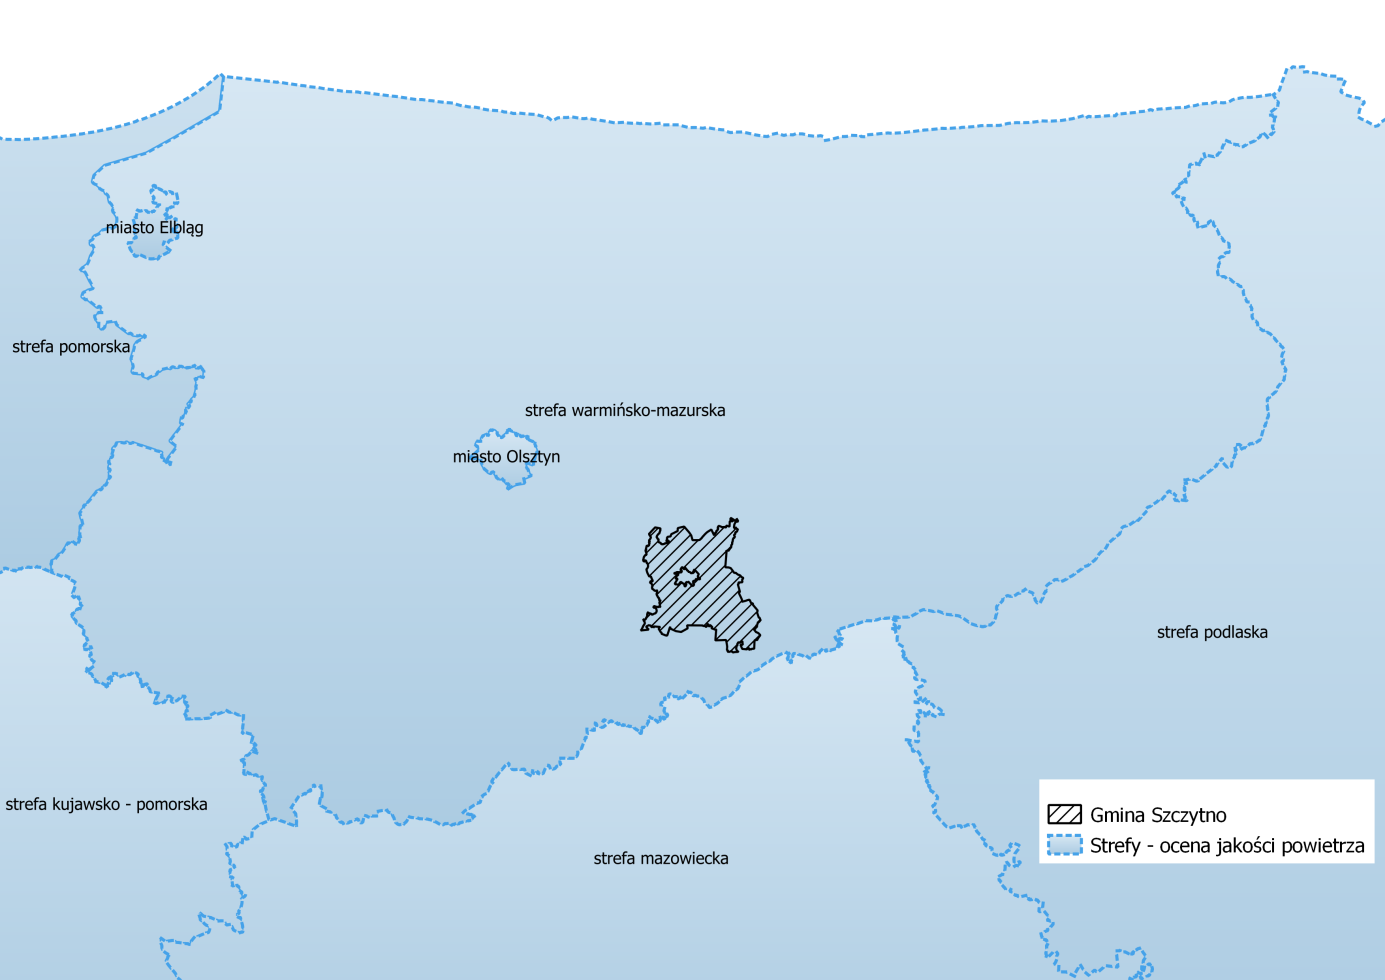 miasto Elbląg
strefa pomorska
strefa warmińsko-mazurska
miasto Olsztyn
strefa podlaska
strefa kujawsko - pomorska
strefa mazowiecka
Gmina Szczytno
Strefy - ocena jakości powietrza